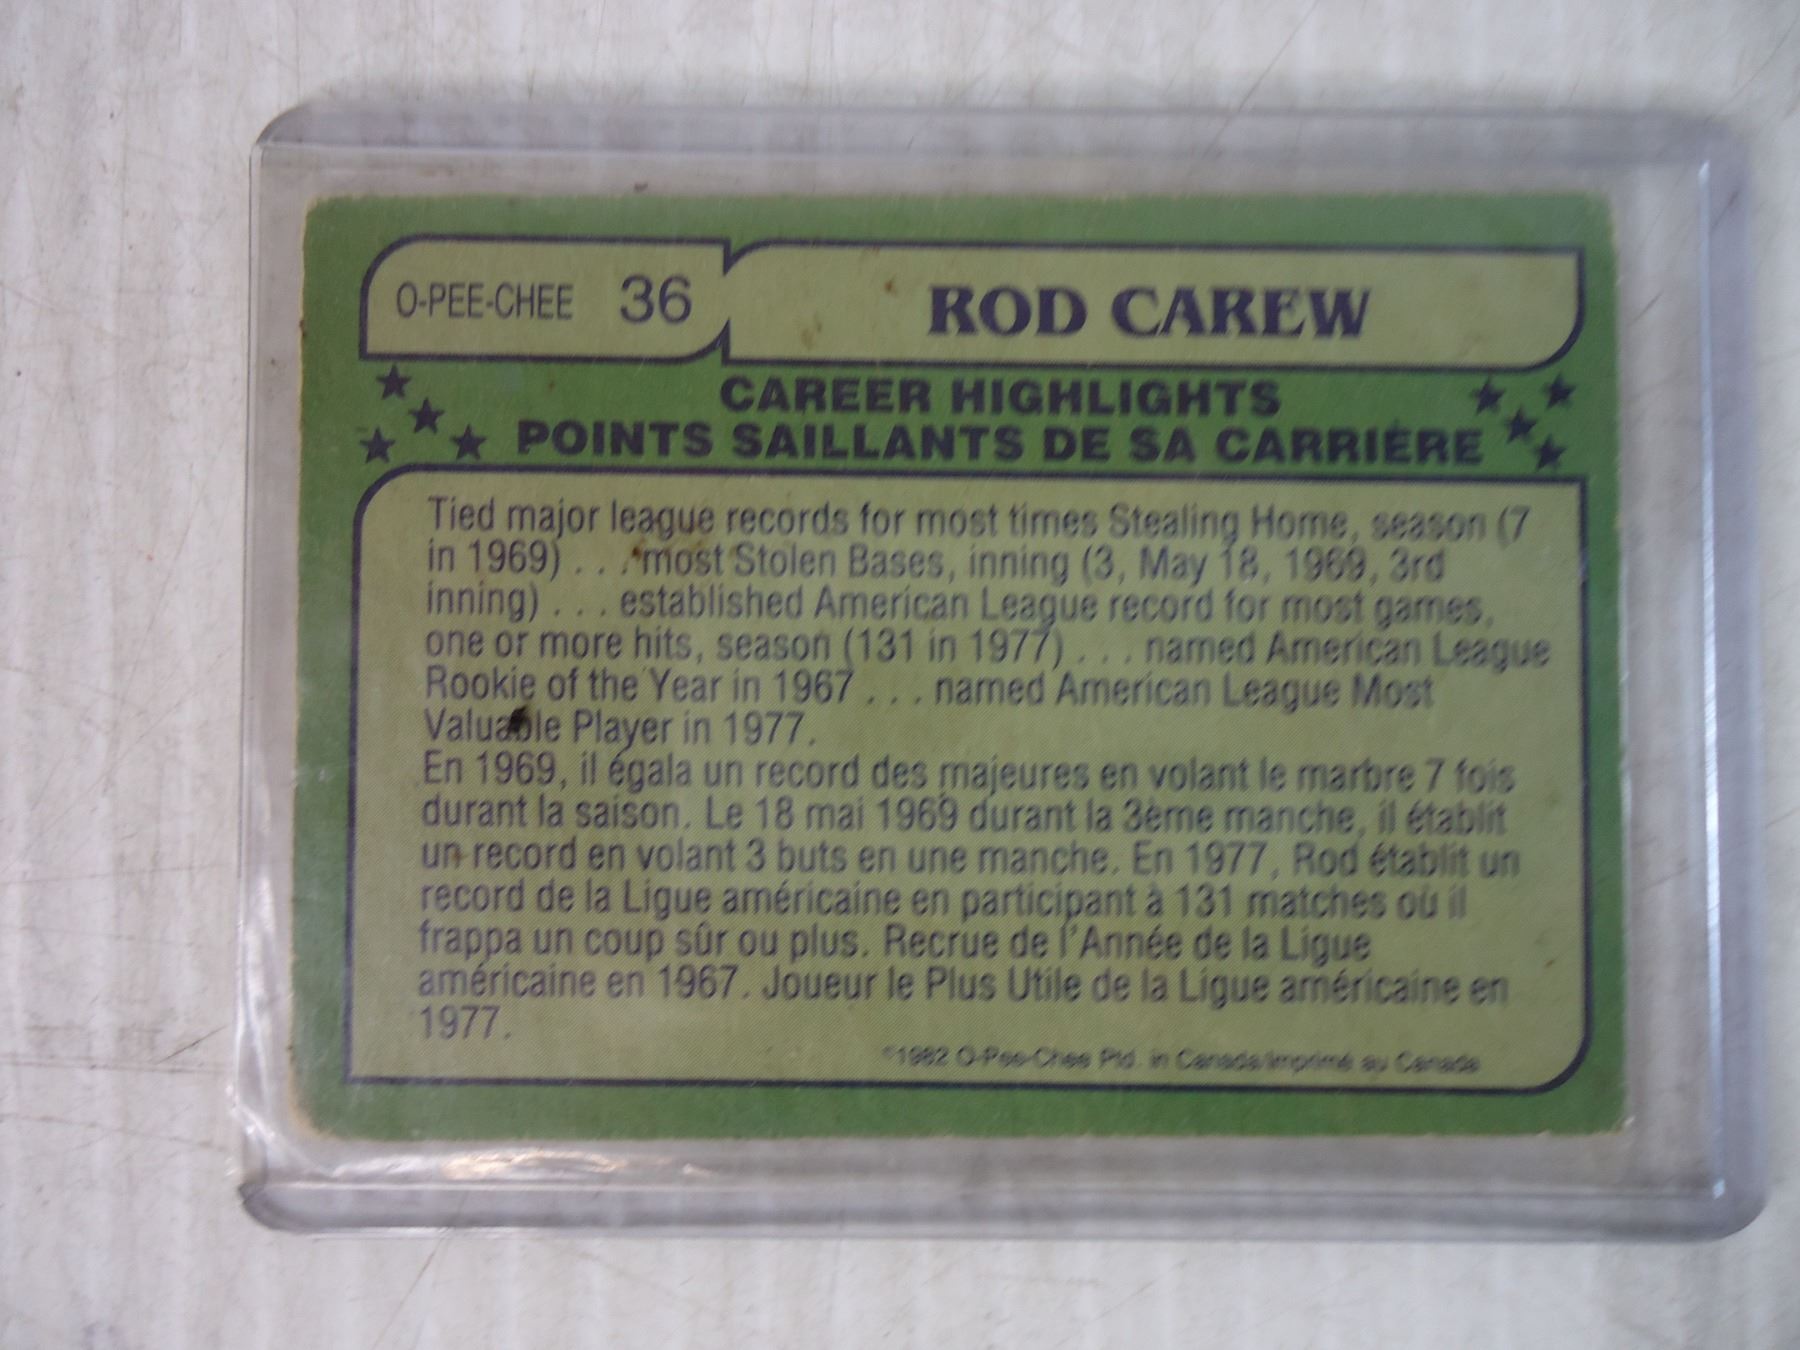 O-PEE-CHEE 36 ROD CAREW
CAREER HIGHLIGHTS
POINTS SAILLANTS DE SA CARRIÈRE
Tied major league records for most times Stealing Home, season (7
in 1969) . . . most Stolen Bases, inning (3, May 18, 1969, 3rd
inning) . . . established American League record for most games,
one or more hits, season (131 in 1977) . . . named American League
Rookie of the Year in 1967 . . . named American League Most
Valuable Player in 1977.
En 1969, il égala un record des majeures en volant le marbre 7 fois
durant la saison. Le 18 mai 1969 durant la 3ème manche, il établit
un record en volant 3 buts en une manche. En 1977, Rod établit un
record de la Ligue américaine en participant à 131 matches où il
frappa un coup sûr ou plus. Recrue de l'Année de la Ligue
américaine en 1967. Joueur le Plus Utile de la Ligue américaine en
1977.
©1982 O-Pee-Chee Ptd. in Canada/Imprimé au Canada